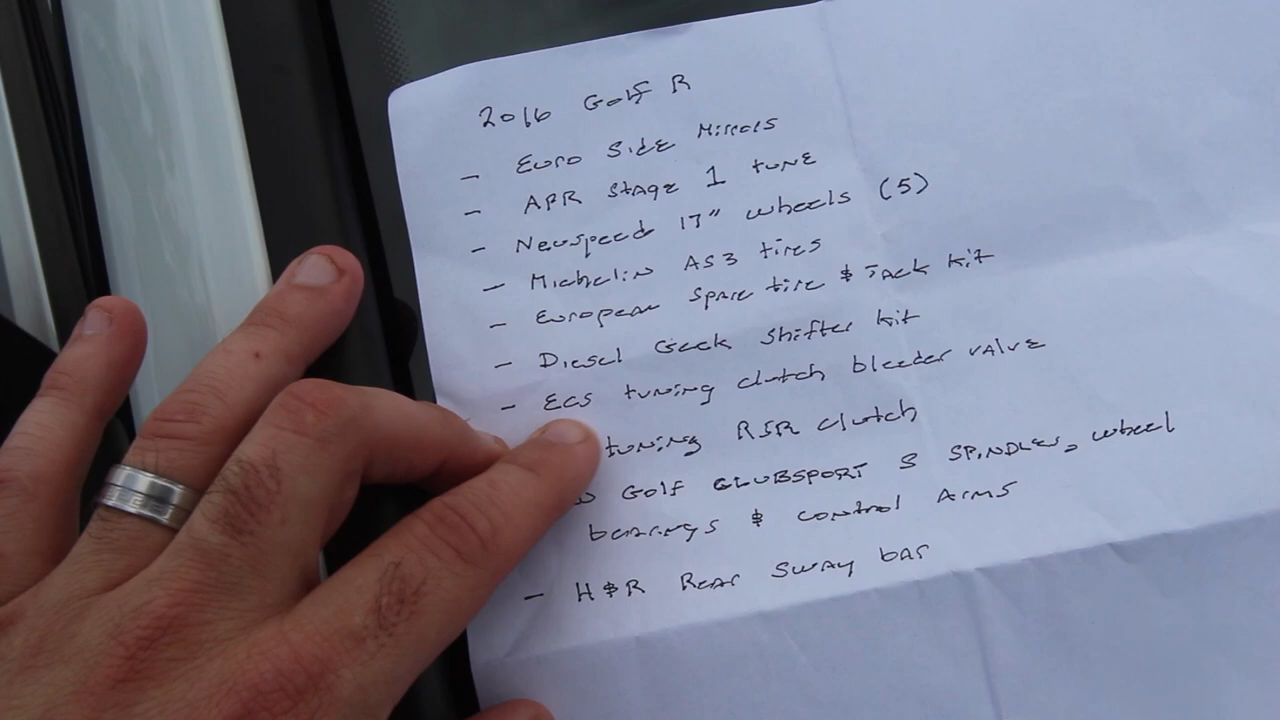 2016 Golf R
- Euro Side Mirrors
- APR Stage 1 tune
- Neuspeed 17" wheels (5)
- Michelin AS3 tires
- European Spare tire & Jack Kit
- Diesel Geek Shifter Kit
- ECS tuning clutch bleeder valve
tuning RSR clutch
Golf CLUBSPORT S SPINDLES, wheel
bearings & control Arms
- H&R Rear Sway bar